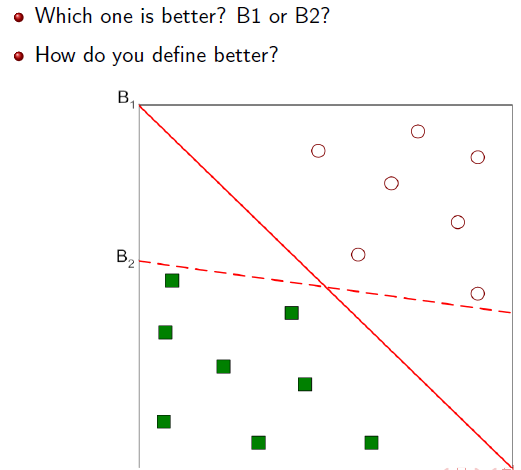 Which one is better? B1 or B2?
How do you define better?
B1
B2